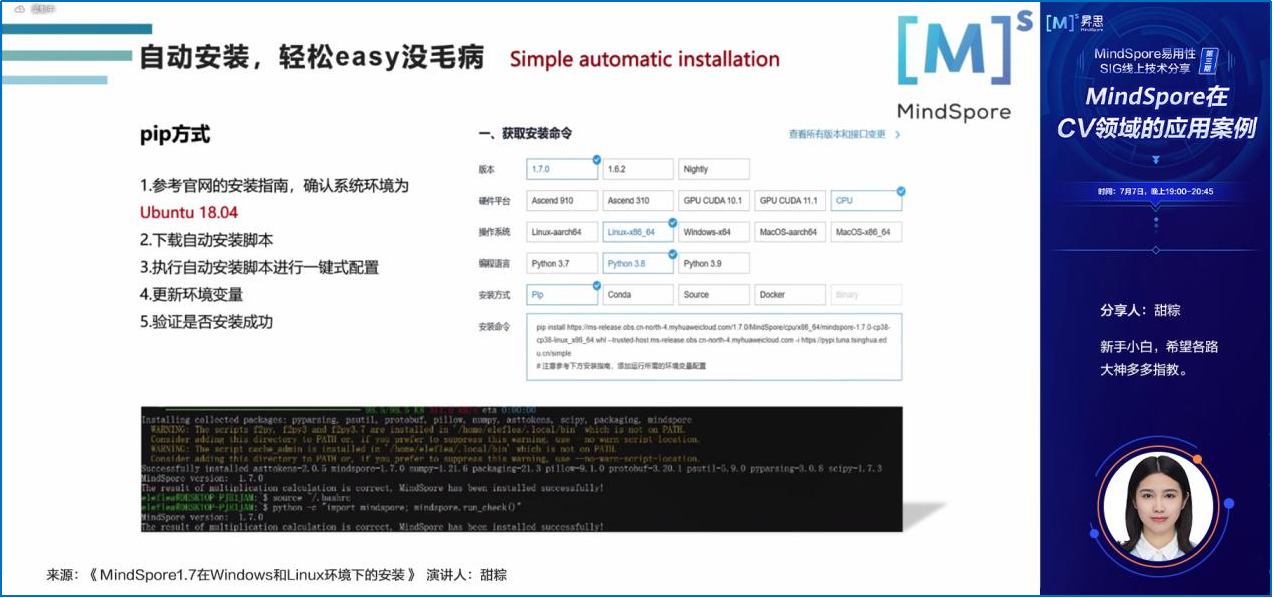 自动安装，轻松easy没毛病
Simple automatic installation
[M]S
MindSpore
pip方式
1.参考官网的安装指南，确认系统环境为
Ubuntu 18.04
2.下载自动安装脚本
3.执行自动安装脚本进行一键式配置
4.更新环境变量
5.验证是否安装成功
一、获取安装命令
查看所有版本和接口变更 >
版本 1.7.0 1.6.2 Nightly
硬件平台 Ascend 910 Ascend 310 GPU CUDA 10.1 GPU CUDA 11.1 CPU
操作系统 Linux-aarch64 Linux-x86_64 Windows-x64 MacOS-aarch64 MacOS-x86_64
编程语言 Python 3.7 Python 3.8 Python 3.9
安装方式 Pip Conda Source Docker Binary
安装命令 pip install https://ms-release.obs.cn-north-4.myhuaweicloud.com/1.7.0/MindSpore/cpu/x86_64/mindspore-1.7.0-cp38-
cp38-linux_x86_64.whl --trusted-host ms-release.obs.cn-north-4.myhuaweicloud.com -i https://pypi.tuna.tsinghua.ed
u.cn/simple
# 注意参考下方安装指南，添加运行所需的环境变量配置
eta 0:00:00
Installing collected packages: pyparsing, psutil, protobuf, pillow, numpy, asttokens, scipy, packaging, mindspore
WARNING: The scripts f2py, f2py3 and f2py3.7 are installed in '/home/eleflea/.local/bin' which is not on PATH.
Consider adding this directory to PATH or, if you prefer to suppress this warning, use --no-warn-script-location.
WARNING: The script cache_admin is installed in '/home/eleflea/.local/bin' which is not on PATH.
Consider adding this directory to PATH or, if you prefer to suppress this warning, use --no-warn-script-location.
Successfully installed asttokens-2.0.5 mindspore-1.7.0 numpy-1.21.6 packaging-21.3 pillow-9.1.0 protobuf-3.20.1 psutil-5.9.0 pyparsing-3.0.8 scipy-1.7.3
MindSpore version: 1.7.0
The result of multiplication calculation is correct, MindSpore has been installed successfully!
eleflea@DESKTOP-PJE1JAM:~$ source ~/.bashrc
eleflea@DESKTOP-PJE1JAM:~$ python -c "import mindspore; mindspore.run_check()"
MindSpore version: 1.7.0
The result of multiplication calculation is correct, MindSpore has been installed successfully!
来源：《MindSpore1.7在Windows和Linux环境下的安装》 演讲人：甜粽
[M]S 昇思
MindSpore
MindSpore易用性
SIG线上技术分享
第三期
MindSpore在
CV领域的应用案例
时间：7月7日，晚上19:00-20:45
分享人：甜粽
新手小白，希望各路
大神多多指教。